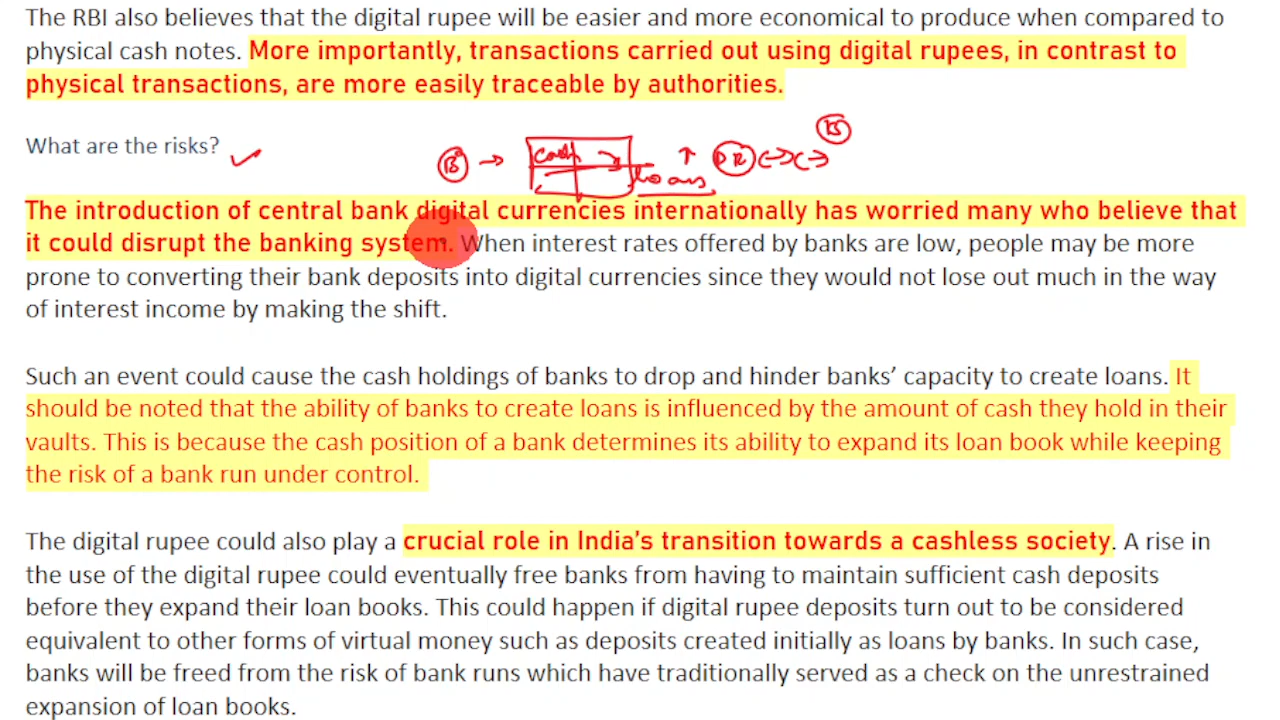 The RBI also believes that the digital rupee will be easier and more economical to produce when compared to
physical cash notes. More importantly, transactions carried out using digital rupees, in contrast to
physical transactions, are more easily traceable by authorities.
What are the risks?
B → cash loans ↑ DR
The introduction of central bank digital currencies internationally has worried many who believe that
it could disrupt the banking system. When interest rates offered by banks are low, people may be more
prone to converting their bank deposits into digital currencies since they would not lose out much in the way
of interest income by making the shift.
Such an event could cause the cash holdings of banks to drop and hinder banks’ capacity to create loans. It
should be noted that the ability of banks to create loans is influenced by the amount of cash they hold in their
vaults. This is because the cash position of a bank determines its ability to expand its loan book while keeping
the risk of a bank run under control.
The digital rupee could also play a crucial role in India’s transition towards a cashless society. A rise in
the use of the digital rupee could eventually free banks from having to maintain sufficient cash deposits
before they expand their loan books. This could happen if digital rupee deposits turn out to be considered
equivalent to other forms of virtual money such as deposits created initially as loans by banks. In such case,
banks will be freed from the risk of bank runs which have traditionally served as a check on the unrestrained
expansion of loan books.